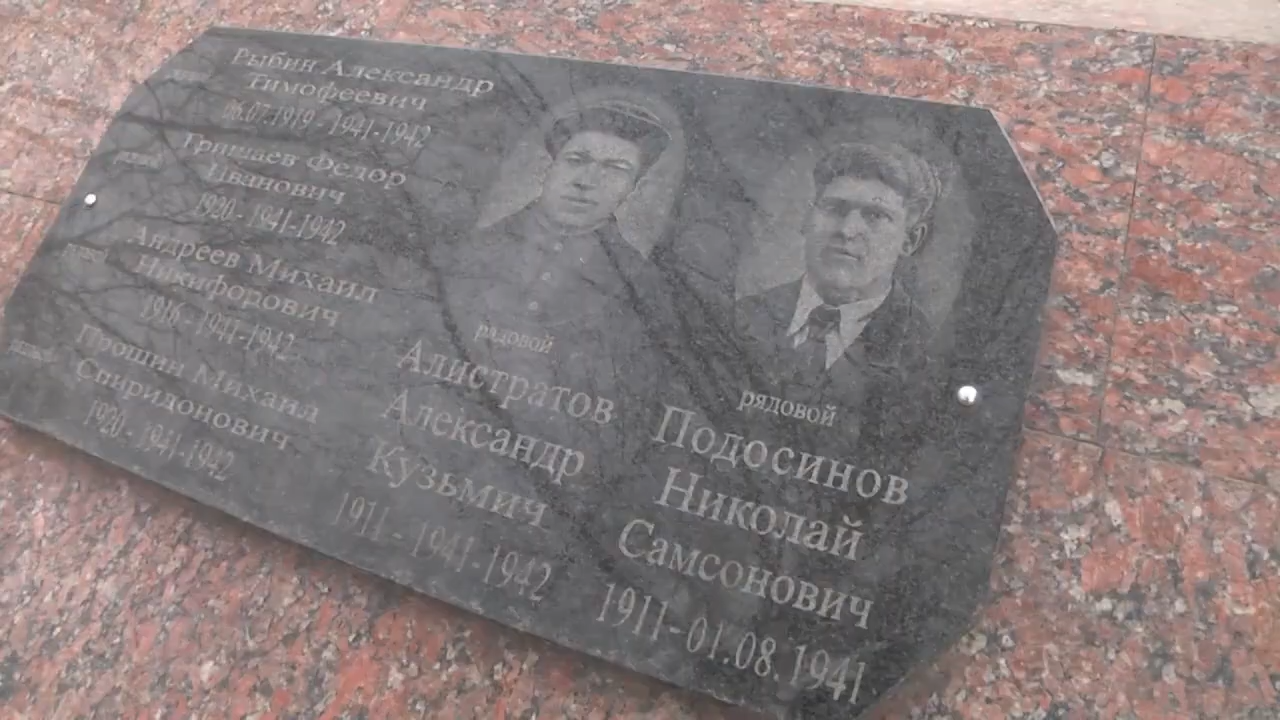 Рыбин Александр
Тимофеевич
06.07.1919 - 1941-1942
Гришаев Федор
Иванович
1920 - 1941-1942
Андреев Михаил
Никифорович
1916 - 1941-1942
Прошин Михаил
Спиридонович
1920 - 1941-1942
рядовой
Алистратов
Александр
Кузьмич
1911 - 1941-1942
рядовой
Подосинов
Николай
Самсонович
1911-01.08.1941